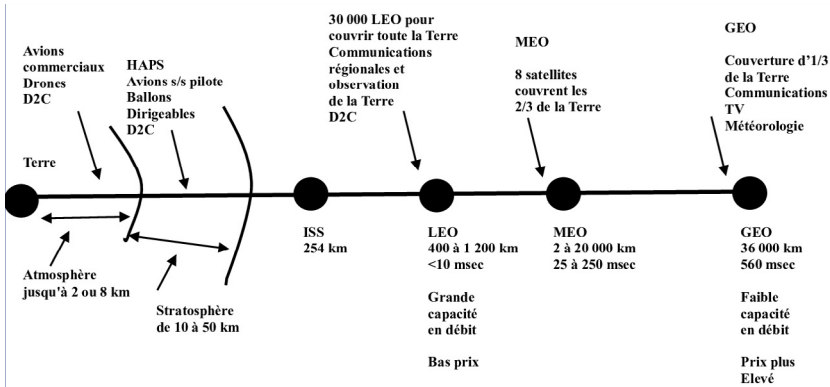 Avions
commerciaux
Drones
D2C
HAPS
Avions s/s pilote
Ballons
Dirigeables
D2C
30 000 LEO pour
couvrir toute la Terre
Communications
régionales et
observation
de la Terre
D2C
MEO
8 satellites
couvrent les
2/3 de la Terre
GEO
Couverture d'1/3
de la Terre
Communications
TV
Météorologie
Terre
ISS
254 km
LEO
400 à 1 200 km
<10 msec
Grande
capacité
en débit
Bas prix
MEO
2 à 20 000 km
25 à 250 msec
GEO
36 000 km
560 msec
Faible
capacité
en débit
Prix plus
Elevé
Atmosphère
jusqu'à 2 ou 8 km
Stratosphère
de 10 à 50 km